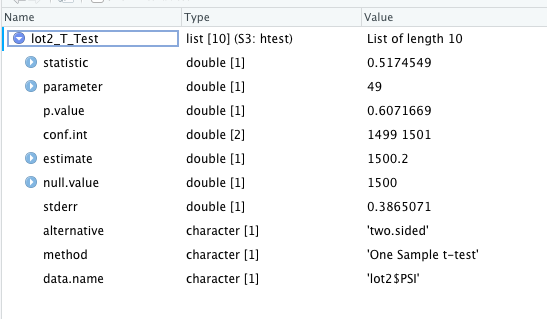 Name Type Value
lot2_T_Test list [10] (S3: htest) List of length 10
statistic double [1] 0.5174549
parameter double [1] 49
p.value double [1] 0.6071669
conf.int double [2] 1499 1501
estimate double [1] 1500.2
null.value double [1] 1500
stderr double [1] 0.3865071
alternative character [1] 'two.sided'
method character [1] 'One Sample t-test'
data.name character [1] 'lot2$PSI'